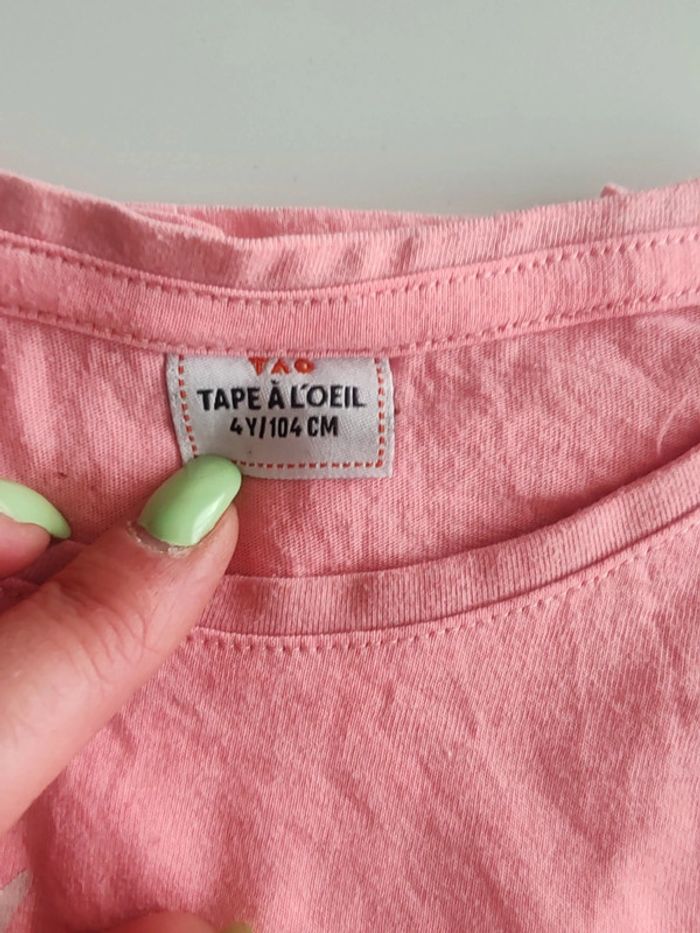 TAO
TAPE À L'OEIL
4Y/104 CM